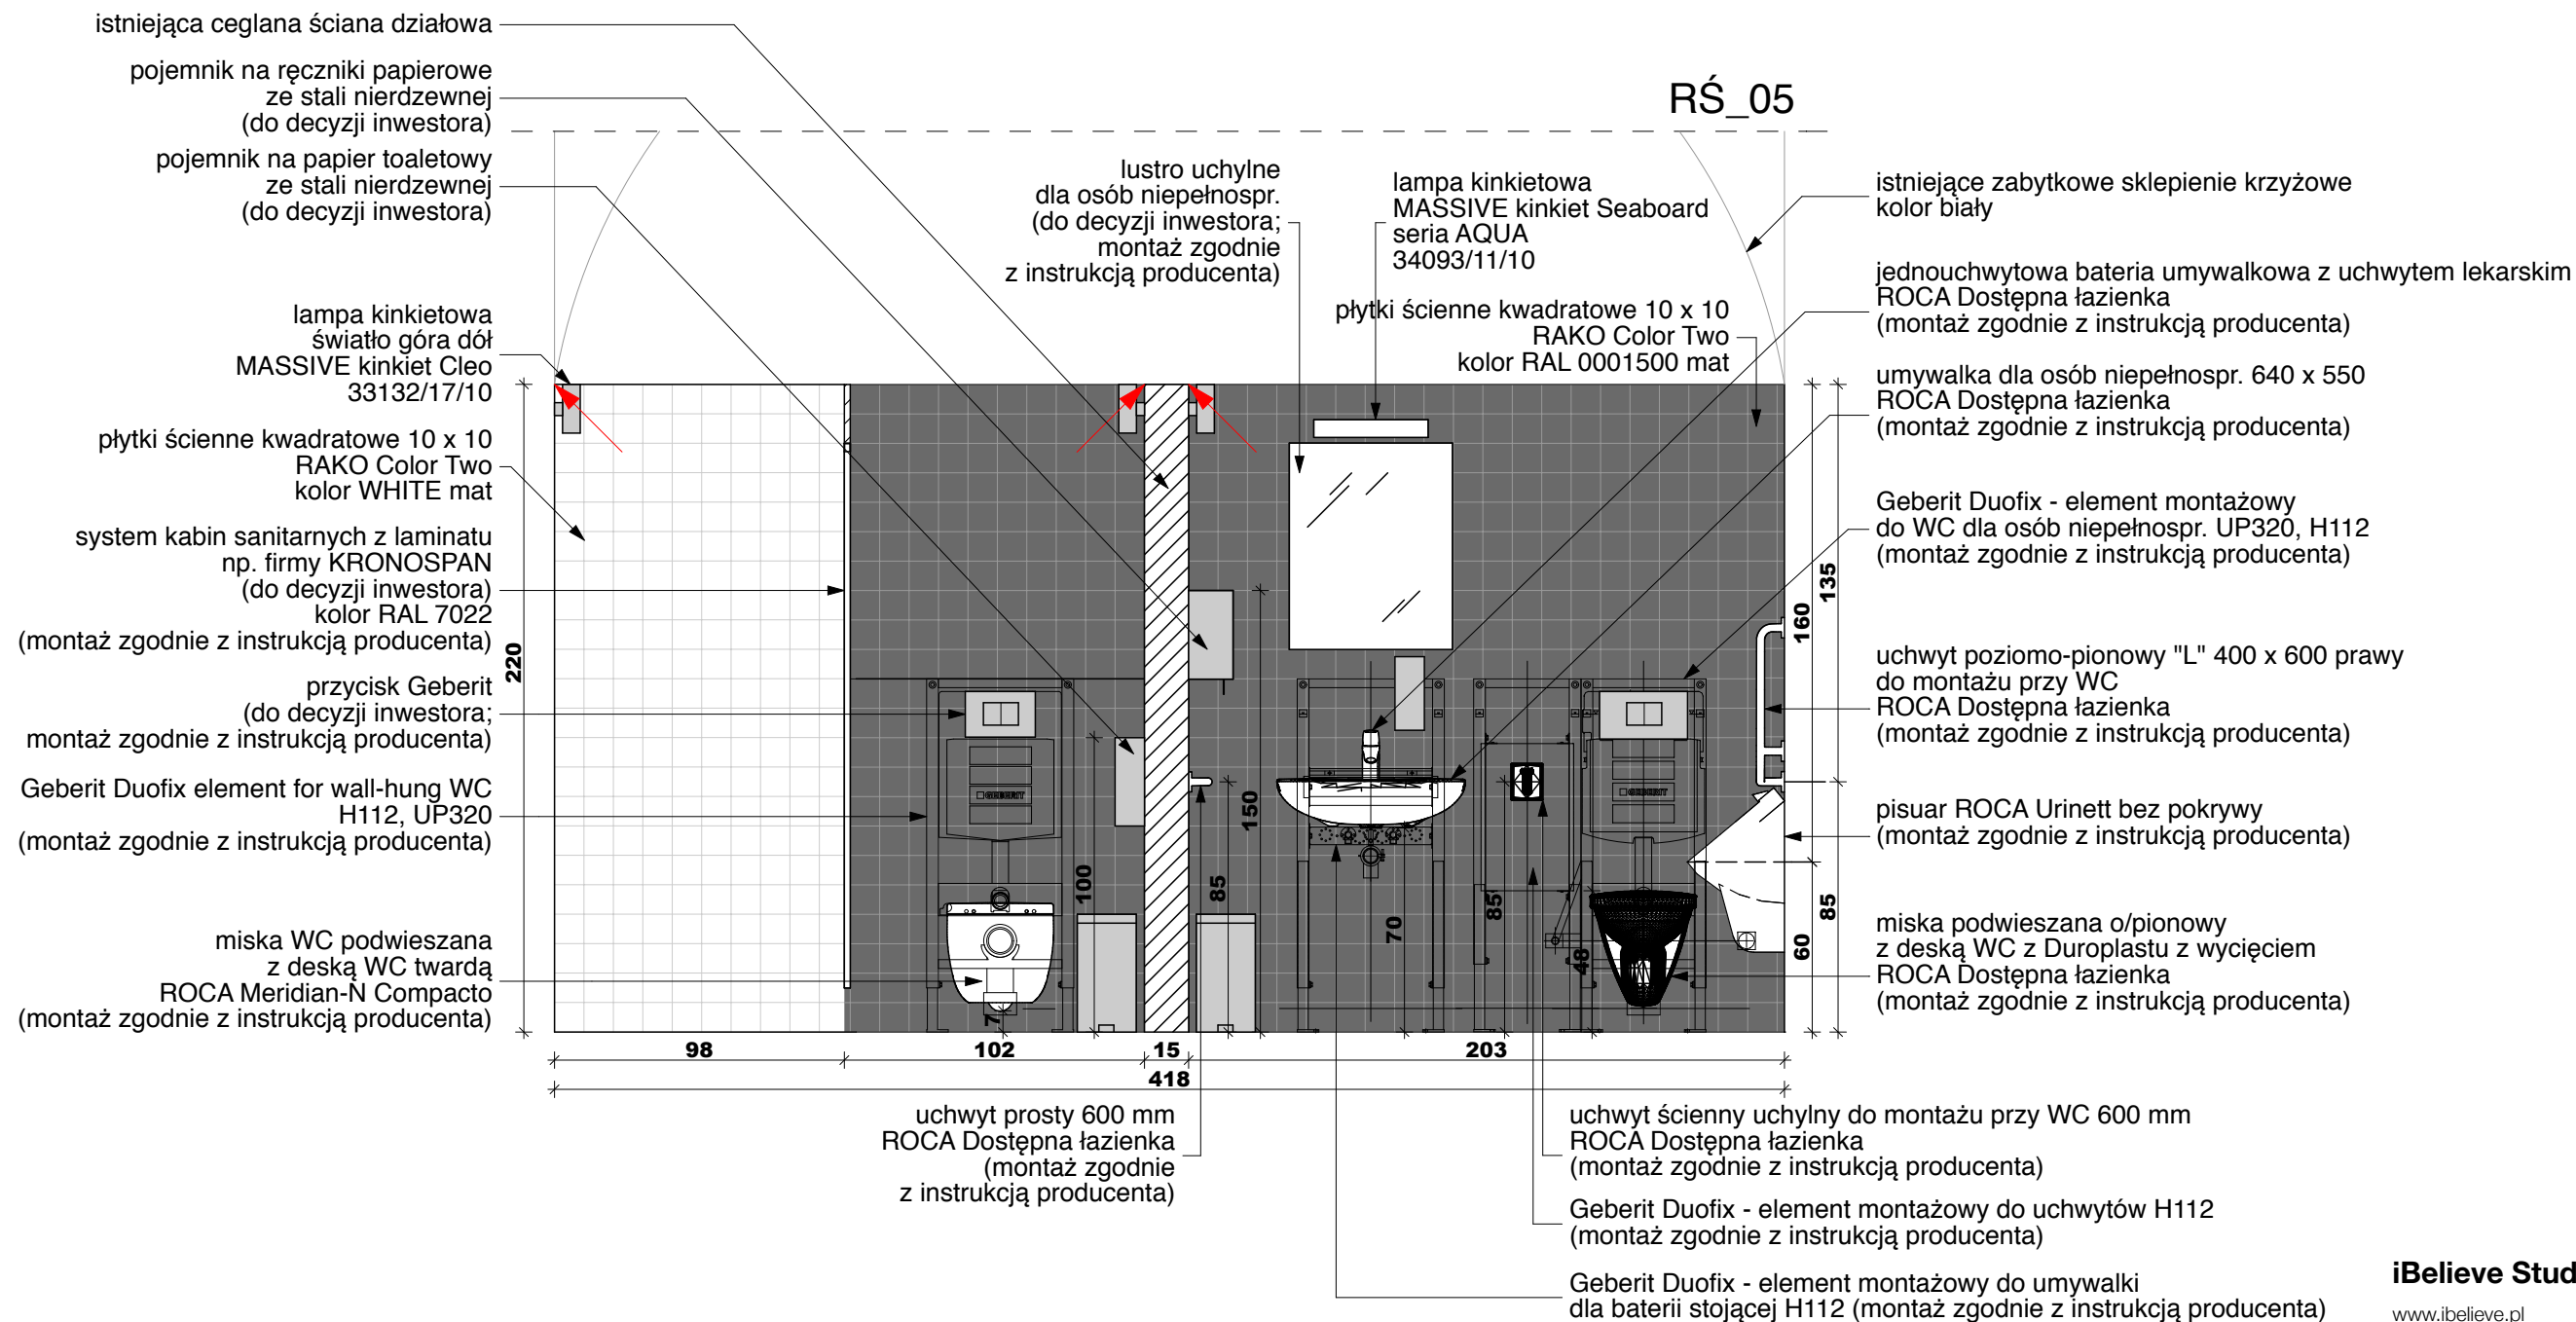 istniejąca ceglana ściana działowa
pojemnik na ręczniki papierowe
ze stali nierdzewnej
(do decyzji inwestora)
pojemnik na papier toaletowy
ze stali nierdzewnej
(do decyzji inwestora)
lampa kinkietowa
światło góra dół
MASSIVE kinkiet Cleo
33132/17/10
płytki ścienne kwadratowe 10 x 10
RAKO Color Two
kolor WHITE mat
system kabin sanitarnych z laminatu
np. firmy KRONOSPAN
(do decyzji inwestora)
kolor RAL 7022
(montaż zgodnie z instrukcją producenta)
przycisk Geberit
(do decyzji inwestora;
montaż zgodnie z instrukcją producenta)
Geberit Duofix element for wall-hung WC
H112, UP320
(montaż zgodnie z instrukcją producenta)
miska WC podwieszana
z deską WC twardą
ROCA Meridian-N Compacto
(montaż zgodnie z instrukcją producenta)
RŚ_05
lustro uchylne
dla osób niepełnospr.
(do decyzji inwestora;
montaż zgodnie
z instrukcją producenta)
lampa kinkietowa
MASSIVE kinkiet Seaboard
seria AQUA
34093/11/10
płytki ścienne kwadratowe 10 x 10
RAKO Color Two
kolor RAL 0001500 mat
220
GEBERIT
7
100
150
85
70
85
48
GEBERIT
160
135
60
85
98
102
15
203
418
istniejące zabytkowe sklepienie krzyżowe
kolor biały
jednouchwytowa bateria umywalkowa z uchwytem lekarskim
ROCA Dostępna łazienka
(montaż zgodnie z instrukcją producenta)
umywalka dla osób niepełnospr. 640 x 550
ROCA Dostępna łazienka
(montaż zgodnie z instrukcją producenta)
Geberit Duofix - element montażowy
do WC dla osób niepełnospr. UP320, H112
(montaż zgodnie z instrukcją producenta)
uchwyt poziomo-pionowy "L" 400 x 600 prawy
do montażu przy WC
ROCA Dostępna łazienka
(montaż zgodnie z instrukcją producenta)
pisuar ROCA Urinett bez pokrywy
(montaż zgodnie z instrukcją producenta)
miska podwieszana o/pionowy
z deską WC z Duroplastu z wycięciem
ROCA Dostępna łazienka
(montaż zgodnie z instrukcją producenta)
uchwyt prosty 600 mm
ROCA Dostępna łazienka
(montaż zgodnie
z instrukcją producenta)
uchwyt ścienny uchylny do montażu przy WC 600 mm
ROCA Dostępna łazienka
(montaż zgodnie z instrukcją producenta)
Geberit Duofix - element montażowy do uchwytów H112
(montaż zgodnie z instrukcją producenta)
Geberit Duofix - element montażowy do umywalki
dla baterii stojącej H112 (montaż zgodnie z instrukcją producenta)
iBelieve Stud
www.ibelieve.pl